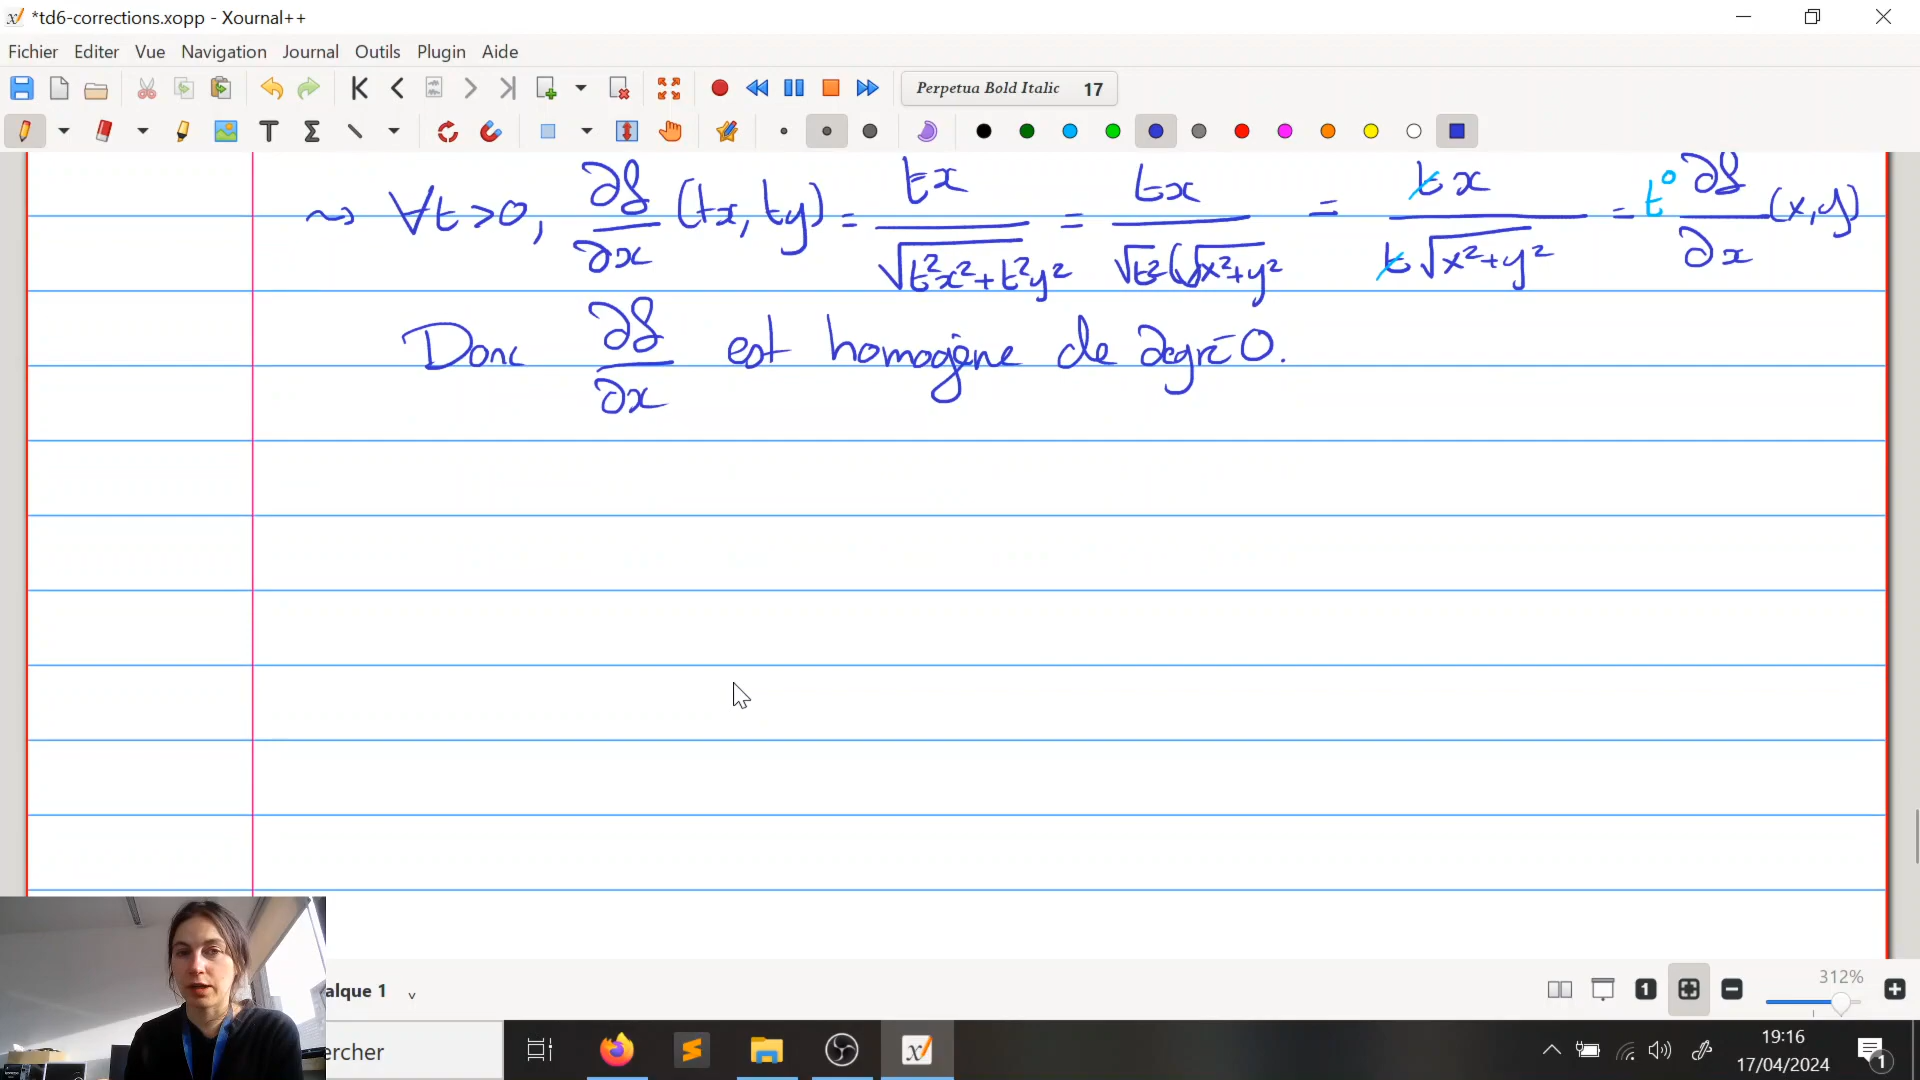 *td6-corrections.xopp - Xournal++
Fichier Editer Vue Navigation Journal Outils Plugin Aide
Perpetua Bold Italic 17
⇝ ∀t>0, ∂f/∂x (tx, ty) = tx/√(t²x²+t²y²) = tx/(√t²(√x²+y²) = tx/(t√(x²+y²)) = t⁰ ∂f/∂x (x,y)
Donc ∂f/∂x est homogène de degré 0.
alque 1
312%
ercher
19:16
17/04/2024
1